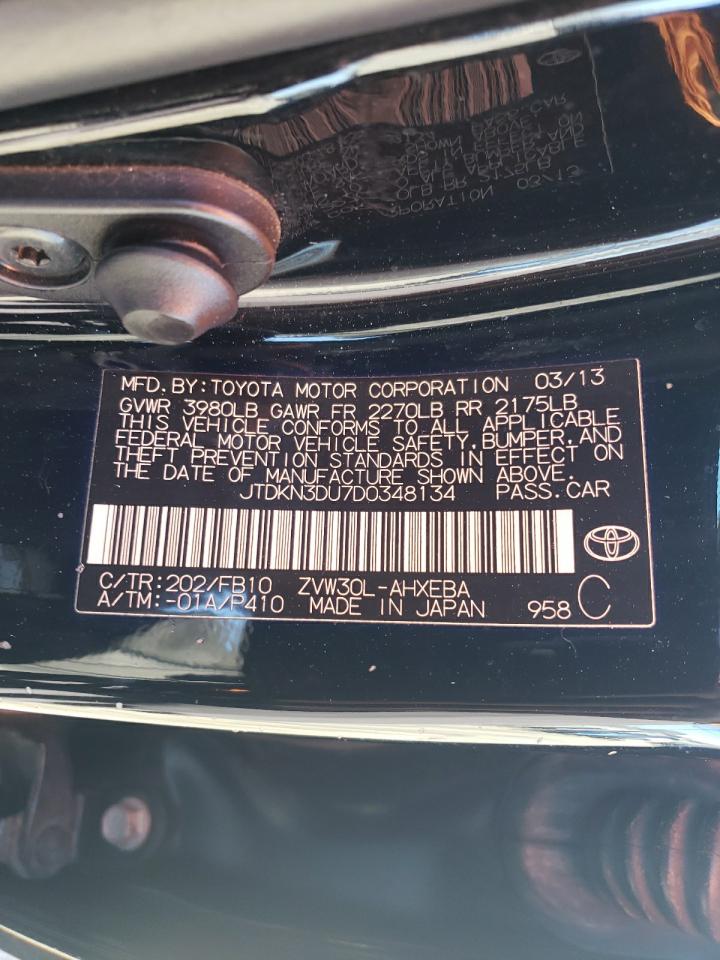 MFD. BY: TOYOTA MOTOR CORPORATION 03/13
GVWR 3980LB GAWR FR 2270LB RR 2175LB
THIS VEHICLE CONFORMS TO ALL APPLICABLE
FEDERAL MOTOR VEHICLE SAFETY, BUMPER, AND
THEFT PREVENTION STANDARDS IN EFFECT ON
THE DATE OF MANUFACTURE SHOWN ABOVE.
JTDKN3DU7D0348134 PASS. CAR
C/TR: 202/FB10 ZVW30L-AHXEBA
A/TM: -01A/P410 MADE IN JAPAN 958 C